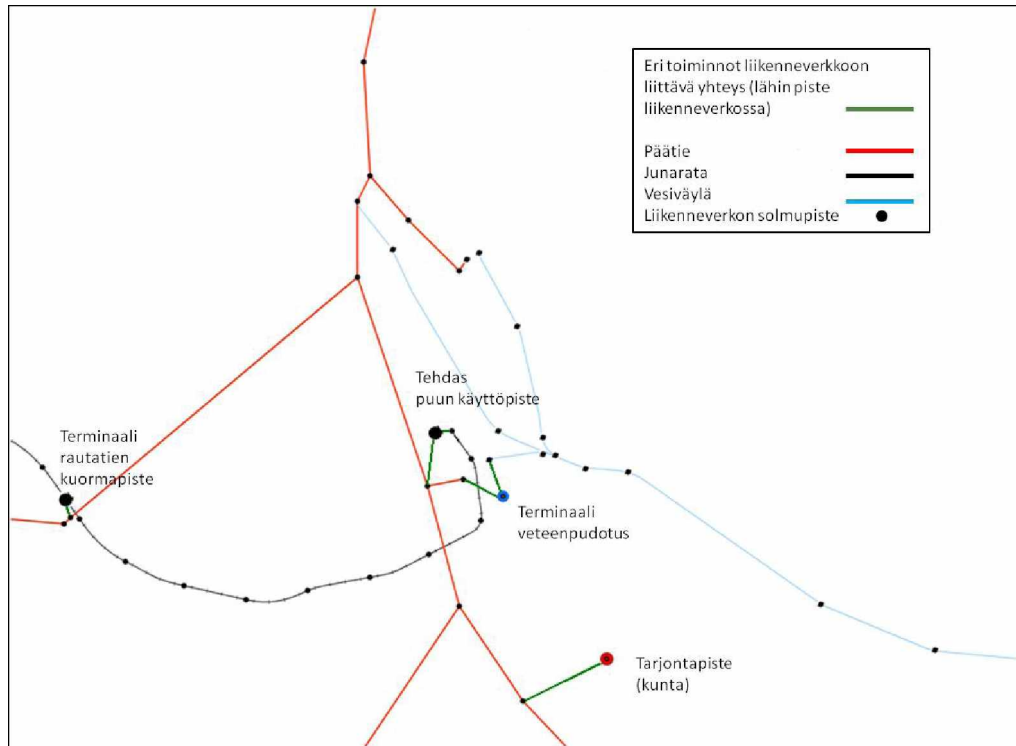 Eri toiminnot liikenneverkkoon
liittävä yhteys (lähin piste
liikenneverkossa)
Päätie
Junarata
Vesiväylä
Liikenneverkon solmupiste
Tehdas
puun käyttöpiste
Terminaali
rautatien
kuormapiste
Terminaali
veteenpudotus
Tarjontapiste
(kunta)